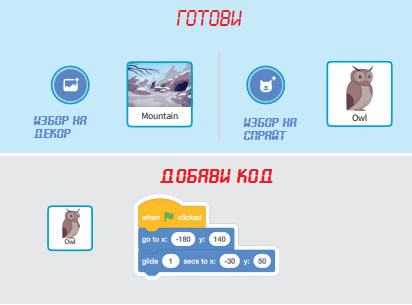 ГОТОВИ
ИЗБОР НА
ДЕКОР
Mountain
ИЗБОР НА
СПРАЙТ
Owl
ДОБАВИ КОД
Owl
when clicked
go to x: -180 y: 140
glide 1 secs to x: -30 y: 50